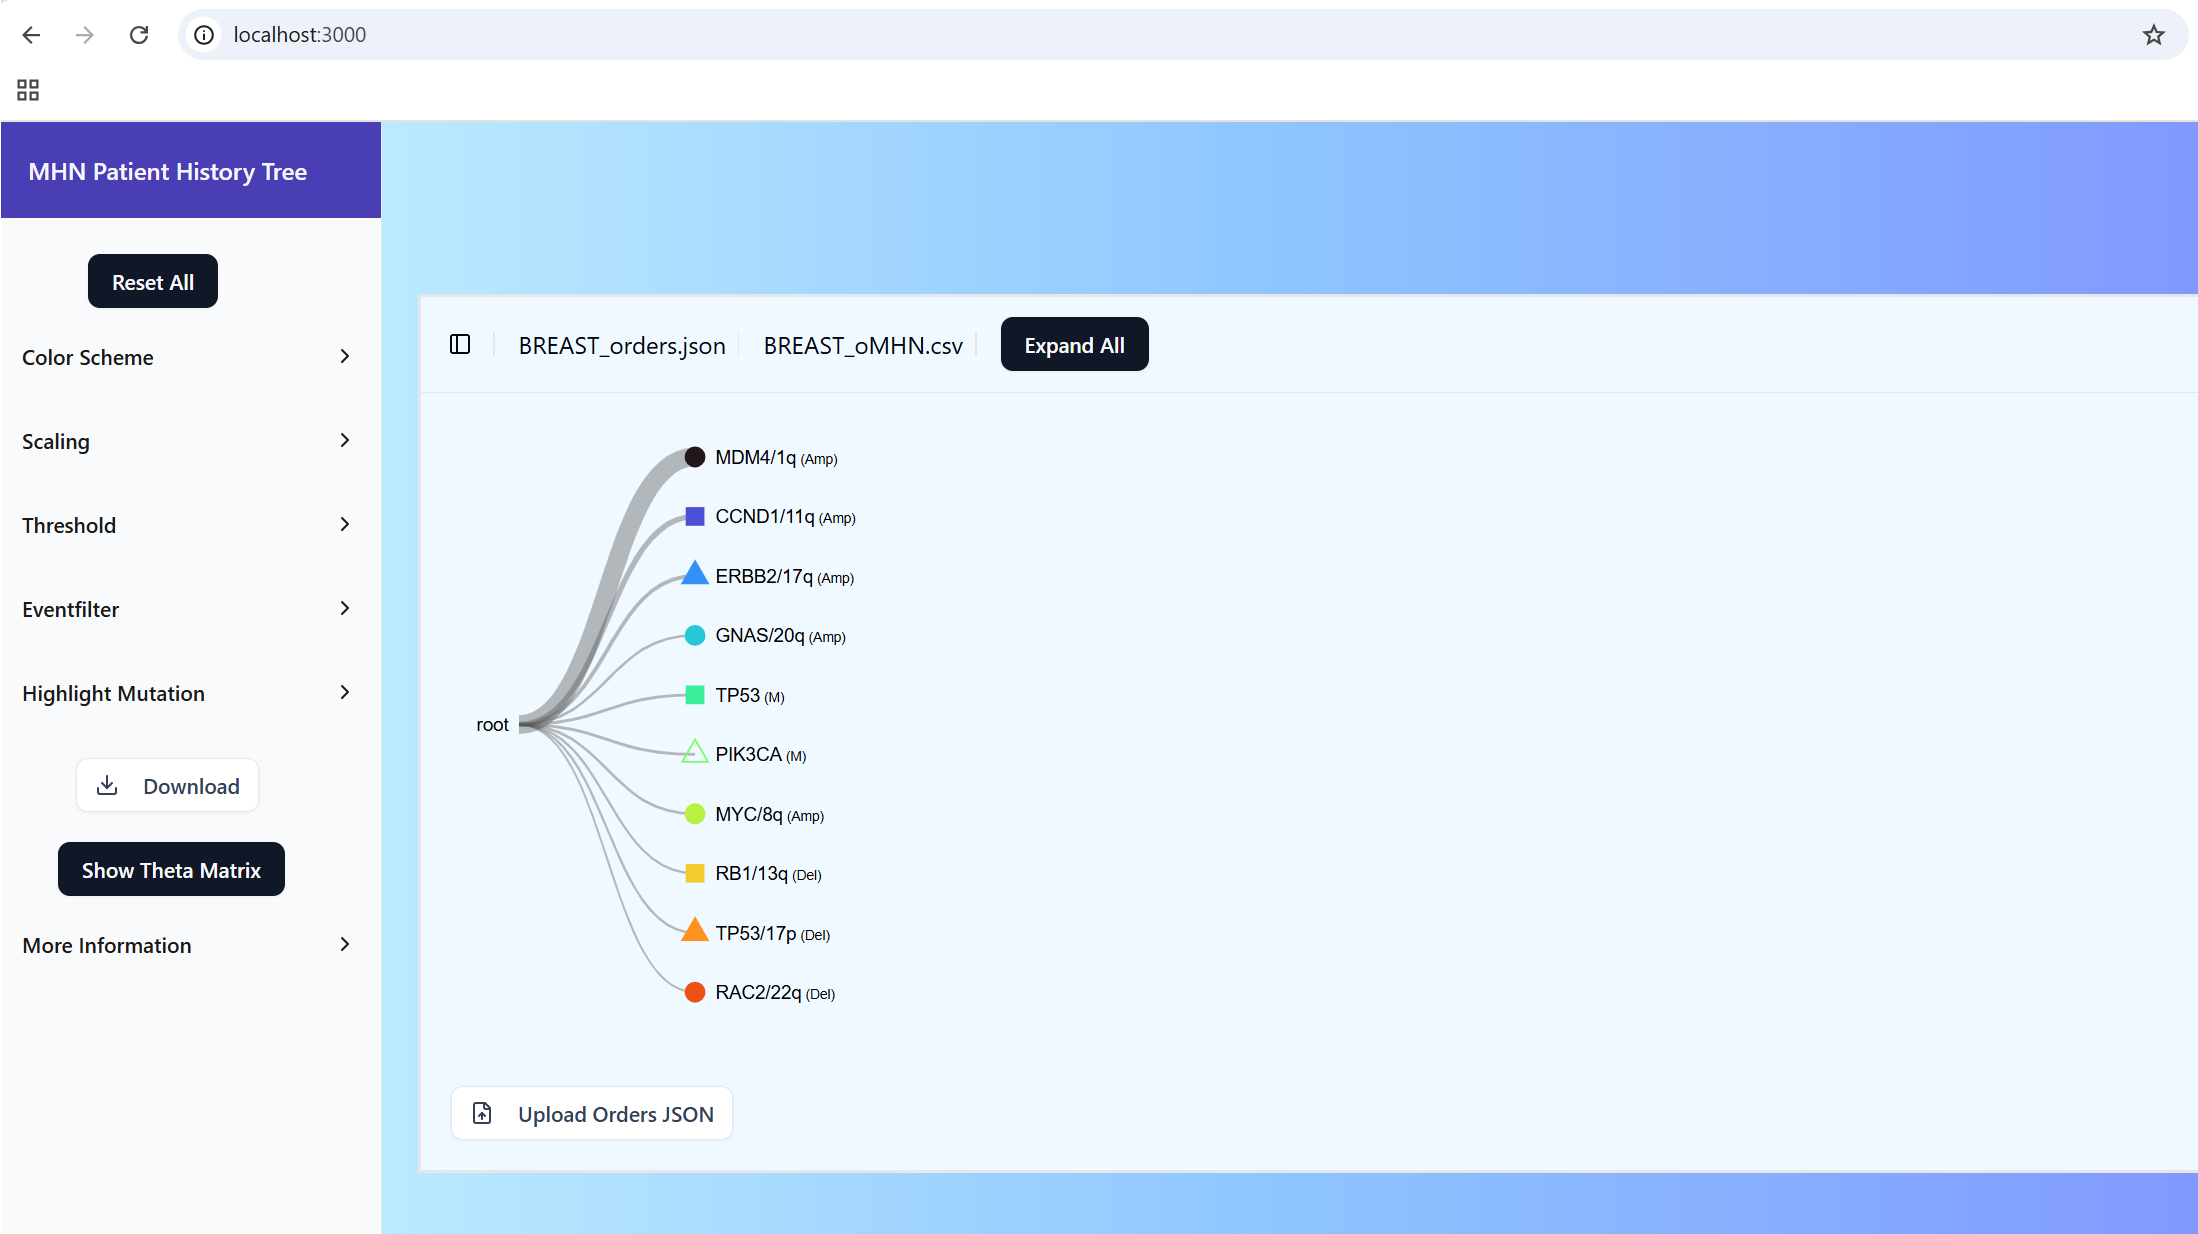 localhost:3000
MHN Patient History Tree
Reset All
Color Scheme
Scaling
Threshold
Eventfilter
Highlight Mutation
Download
Show Theta Matrix
More Information
BREAST_orders.json
BREAST_oMHN.csv
Expand All
root
MDM4/1q (Amp)
CCND1/11q (Amp)
ERBB2/17q (Amp)
GNAS/20q (Amp)
TP53 (M)
PIK3CA (M)
MYC/8q (Amp)
RB1/13q (Del)
TP53/17p (Del)
RAC2/22q (Del)
Upload Orders JSON